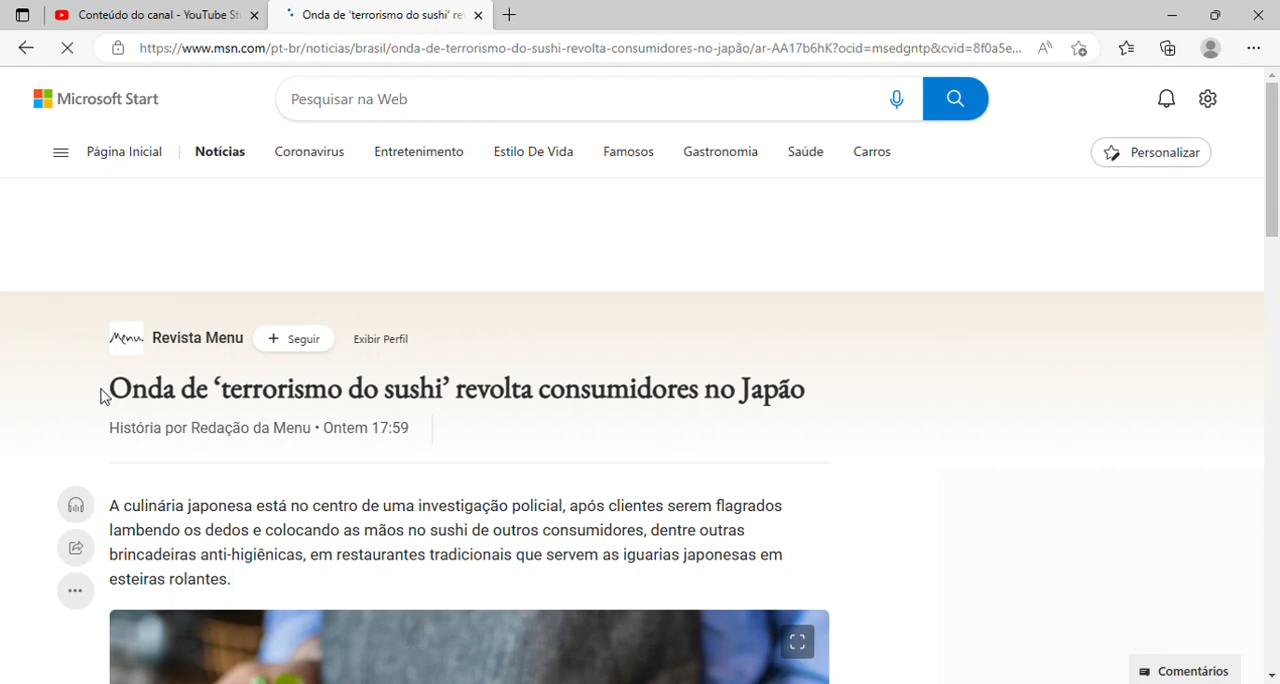 Conteúdo do canal - YouTube St
Onda de 'terrorismo do sushi' re
https://www.msn.com/pt-br/noticias/brasil/onda-de-terrorismo-do-sushi-revolta-consumidores-no-japão/ar-AA17b6hK?ocid=msedgntp&cvid=8f0a5e...
Microsoft Start
Pesquisar na Web
Página Inicial
Notícias
Coronavírus
Entretenimento
Estilo De Vida
Famosos
Gastronomia
Saúde
Carros
Personalizar
Menu.
Revista Menu
+ Seguir
Exibir Perfil
Onda de ‘terrorismo do sushi’ revolta consumidores no Japão
História por Redação da Menu • Ontem 17:59
A culinária japonesa está no centro de uma investigação policial, após clientes serem flagrados
lambendo os dedos e colocando as mãos no sushi de outros consumidores, dentre outras
brincadeiras anti-higiênicas, em restaurantes tradicionais que servem as iguarias japonesas em
esteiras rolantes.
Comentários